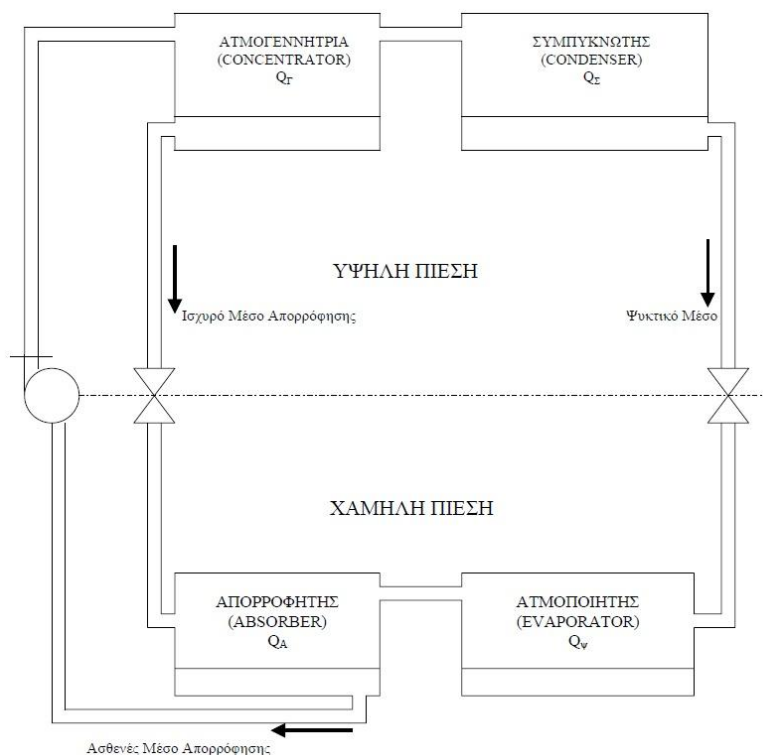 ΑΤΜΟΓΕΝΝΗΤΡΙΑ
(CONCENTRATOR)
QΓ
ΣΥΜΠΥΚΝΩΤΗΣ
(CONDENSER)
QΣ
ΥΨΗΛΗ ΠΙΕΣΗ
Ισχυρό Μέσο Απορρόφησης
Ψυκτικό Μέσο
ΧΑΜΗΛΗ ΠΙΕΣΗ
ΑΠΟΡΡΟΦΗΤΗΣ
(ABSORBER)
QΑ
ΑΤΜΟΠΟΙΗΤΗΣ
(EVAPORATOR)
QΨ
Ασθενές Μέσο Απορρόφησης